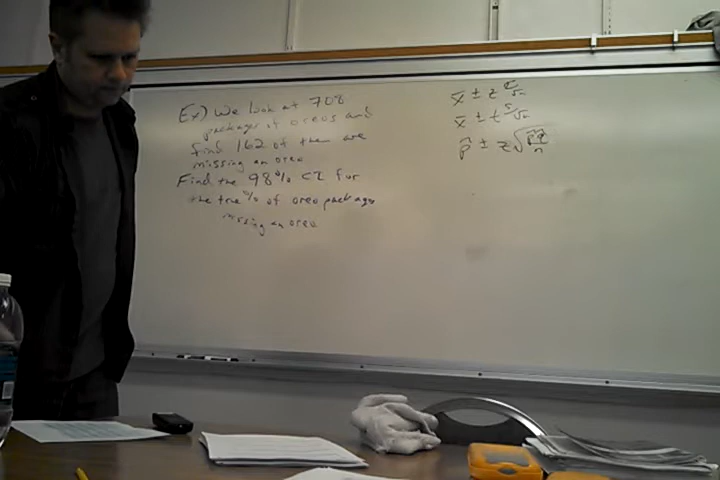 Ex) We look at 708
packages of oreos and
find 162 of them are
missing an oreo
Find the 98% CI for
the true % of oreo packages
missing an oreo
x̄ ± z σ/√n
x̄ ± t s/√n
p̂ ± z √(p̂q̂/n)